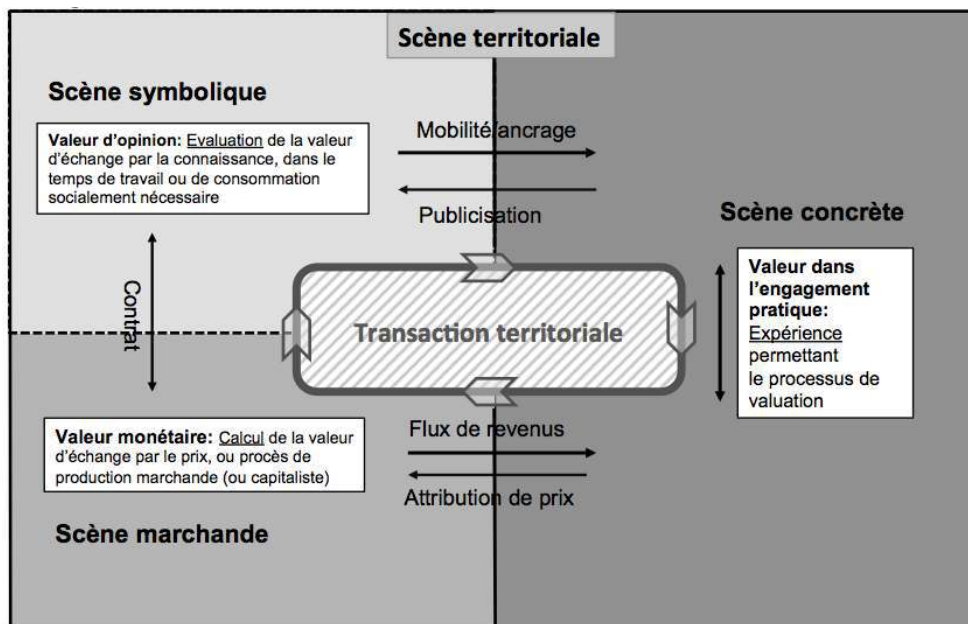 Scène territoriale
Scène symbolique
Valeur d'opinion: Evaluation de la valeur
d'échange par la connaissance, dans le
temps de travail ou de consommation
socialement nécessaire
Mobilité/ancrage
Publicisation
Scène concrète
Valeur dans
l'engagement
pratique:
Expérience
permettant
le processus de
valuation
Contrat
Transaction territoriale
Valeur monétaire: Calcul de la valeur
d'échange par le prix, ou procès de
production marchande (ou capitaliste)
Flux de revenus
Attribution de prix
Scène marchande